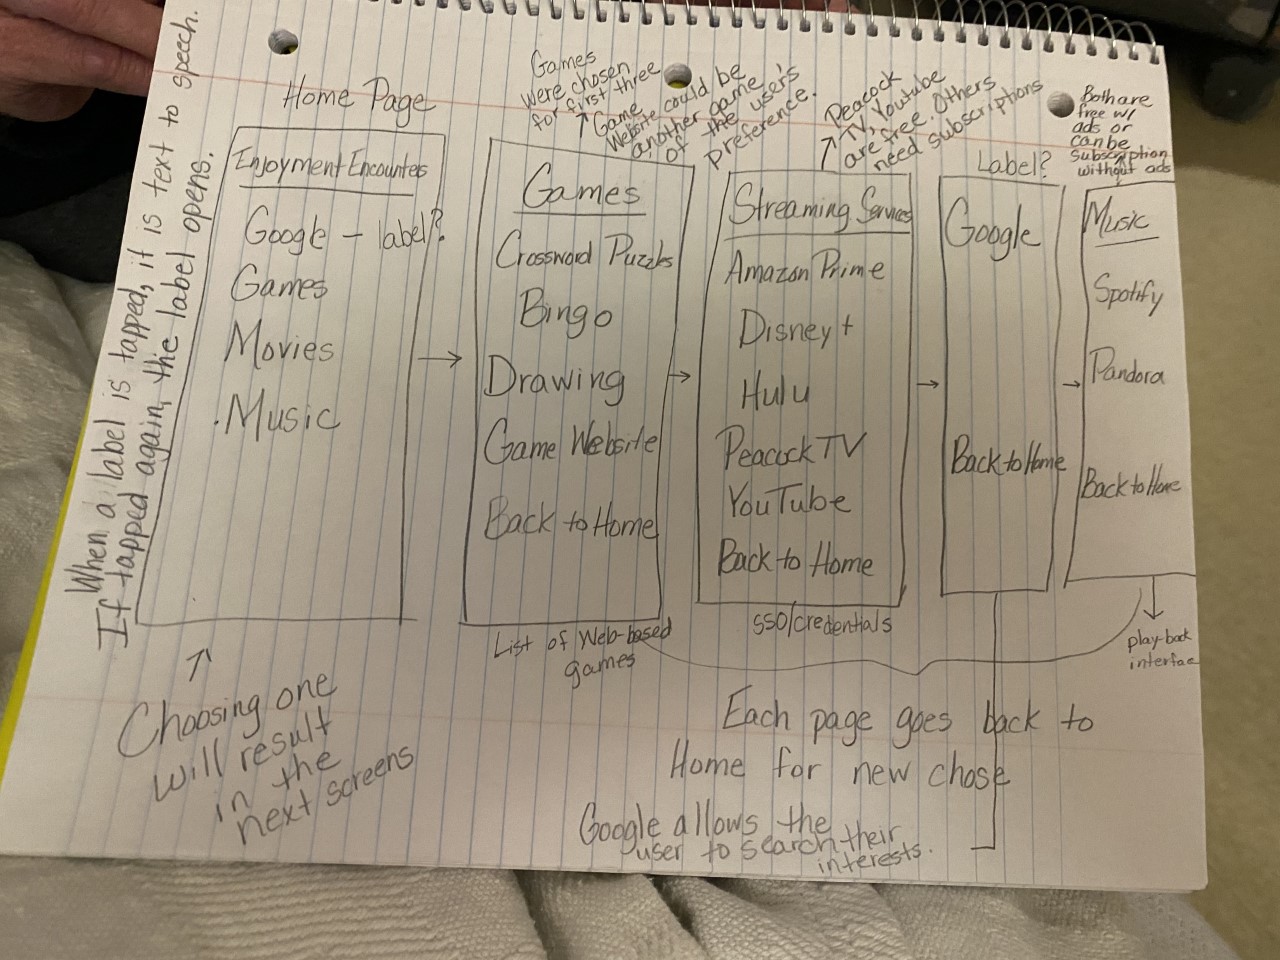 When a label is tapped, it is text to speech.
If tapped again, the label opens.
Home Page
Enjoyment Encounters
Google - label?
Games
Movies
Music
Choosing one
will result
in the
next screens
Games
were chosen
for first three
Game
Website could be
another game
of the user's
preference.
Games
Crossword Puzzles
Bingo
Drawing
Game Website
Back to Home
List of Web-based
games
Peacock
TV, Youtube
are free. Others
need subscriptions
Streaming Services
Amazon Prime
Disney+
Hulu
Peacock TV
YouTube
Back to Home
SSO/credentials
Label?
Google
Back to Home
Both are
free w/
ads or
can be
subscription
without ads
Music
Spotify
Pandora
Back to Home
play-back
interfae
Each page goes back to
Home for new chose
Google allows the
user to search their
interests.